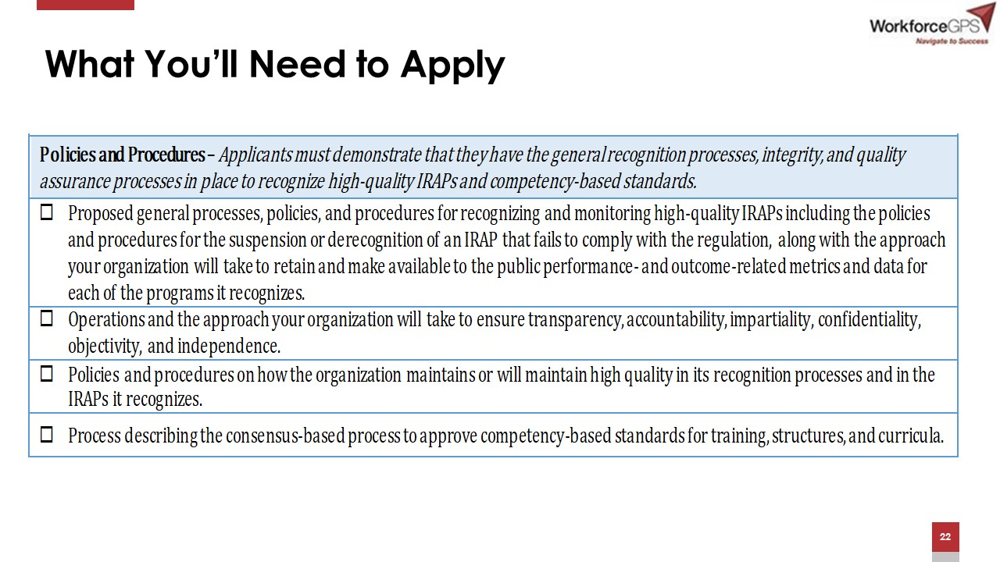 WorkforceGPS
Navigate to Success
What You’ll Need to Apply
Policies and Procedures – Applicants must demonstrate that they have the general recognition processes, integrity, and quality
assurance processes in place to recognize high-quality IRAPs and competency-based standards.
☐ Proposed general processes, policies, and procedures for recognizing and monitoring high-quality IRAPs including the policies
and procedures for the suspension or derecognition of an IRAP that fails to comply with the regulation, along with the approach
your organization will take to retain and make available to the public performance- and outcome-related metrics and data for
each of the programs it recognizes.
☐ Operations and the approach your organization will take to ensure transparency, accountability, impartiality, confidentiality,
objectivity, and independence.
☐ Policies and procedures on how the organization maintains or will maintain high quality in its recognition processes and in the
IRAPs it recognizes.
☐ Process describing the consensus-based process to approve competency-based standards for training, structures, and curricula.
22